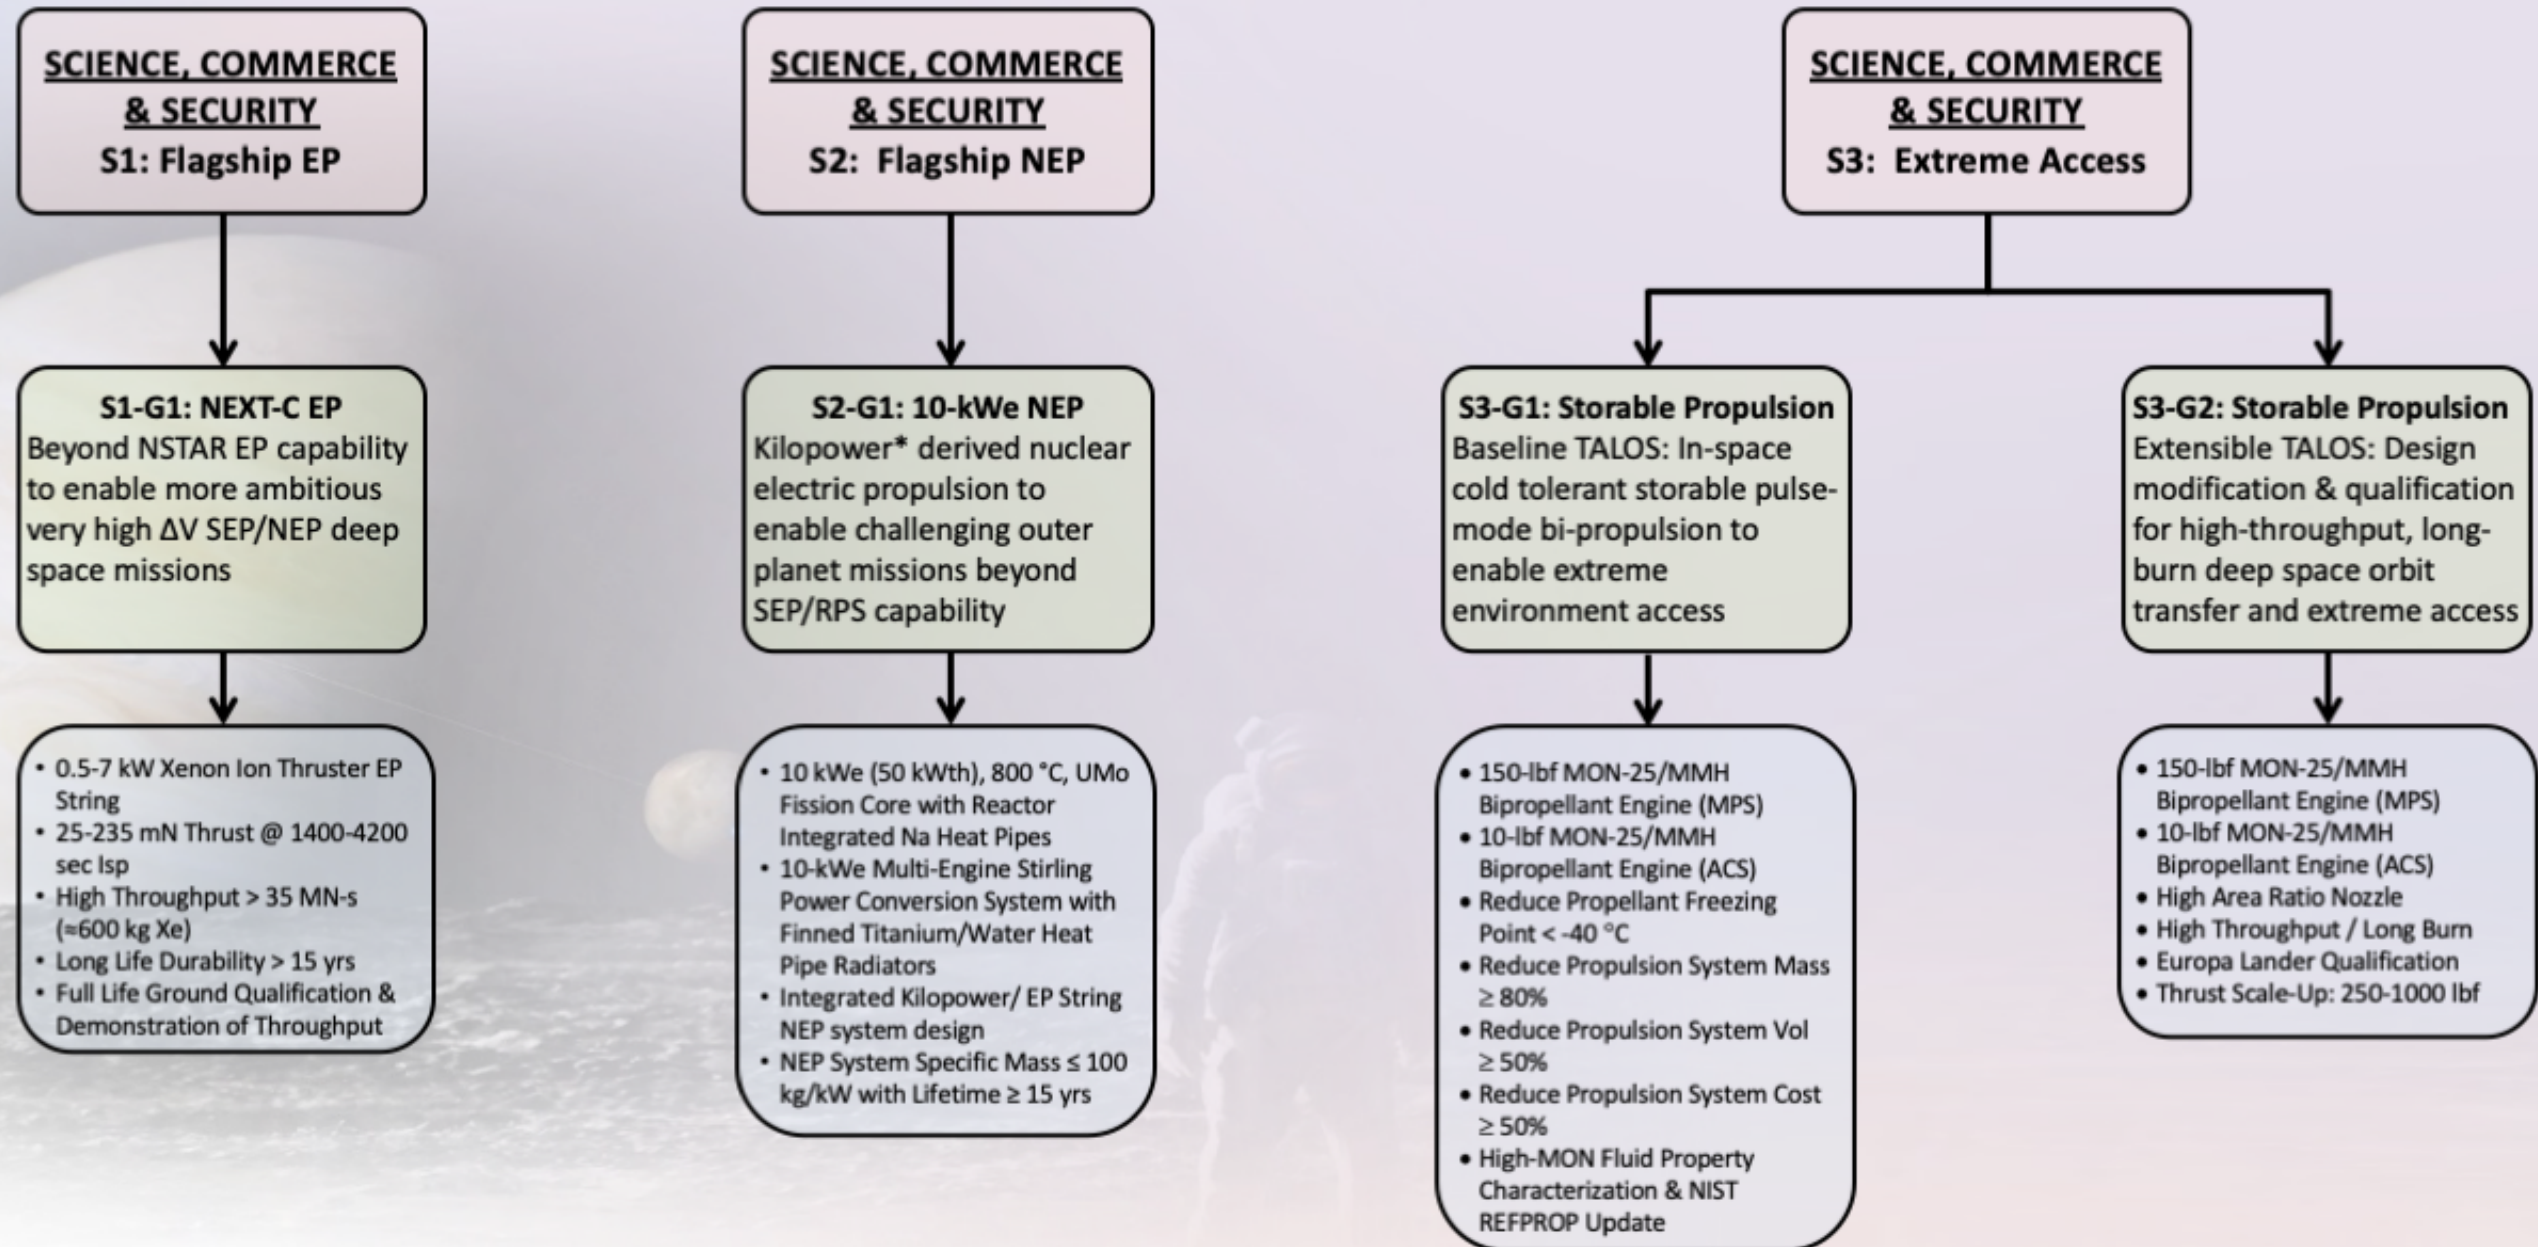 SCIENCE, COMMERCE
& SECURITY
S1: Flagship EP
SCIENCE, COMMERCE
& SECURITY
S2: Flagship NEP
SCIENCE, COMMERCE
& SECURITY
S3: Extreme Access
S1-G1: NEXT-C EP
Beyond NSTAR EP capability
to enable more ambitious
very high ΔV SEP/NEP deep
space missions
S2-G1: 10-kWe NEP
Kilopower* derived nuclear
electric propulsion to
enable challenging outer
planet missions beyond
SEP/RPS capability
S3-G1: Storable Propulsion
Baseline TALOS: In-space
cold tolerant storable pulse-
mode bi-propulsion to
enable extreme
environment access
S3-G2: Storable Propulsion
Extensible TALOS: Design
modification & qualification
for high-throughput, long-
burn deep space orbit
transfer and extreme access
• 0.5-7 kW Xenon Ion Thruster EP
String
• 25-235 mN Thrust @ 1400-4200
sec Isp
• High Throughput > 35 MN-s
(≈600 kg Xe)
• Long Life Durability > 15 yrs
• Full Life Ground Qualification &
Demonstration of Throughput
• 10 kWe (50 kWth), 800 °C, UMo
Fission Core with Reactor
Integrated Na Heat Pipes
• 10-kWe Multi-Engine Stirling
Power Conversion System with
Finned Titanium/Water Heat
Pipe Radiators
• Integrated Kilopower/ EP String
NEP system design
• NEP System Specific Mass ≤ 100
kg/kW with Lifetime ≥ 15 yrs
• 150-lbf MON-25/MMH
Bipropellant Engine (MPS)
• 10-lbf MON-25/MMH
Bipropellant Engine (ACS)
• Reduce Propellant Freezing
Point < -40 °C
• Reduce Propulsion System Mass
≥ 80%
• Reduce Propulsion System Vol
≥ 50%
• Reduce Propulsion System Cost
≥ 50%
• High-MON Fluid Property
Characterization & NIST
REFPROP Update
• 150-lbf MON-25/MMH
Bipropellant Engine (MPS)
• 10-lbf MON-25/MMH
Bipropellant Engine (ACS)
• High Area Ratio Nozzle
• High Throughput / Long Burn
• Europa Lander Qualification
• Thrust Scale-Up: 250-1000 lbf